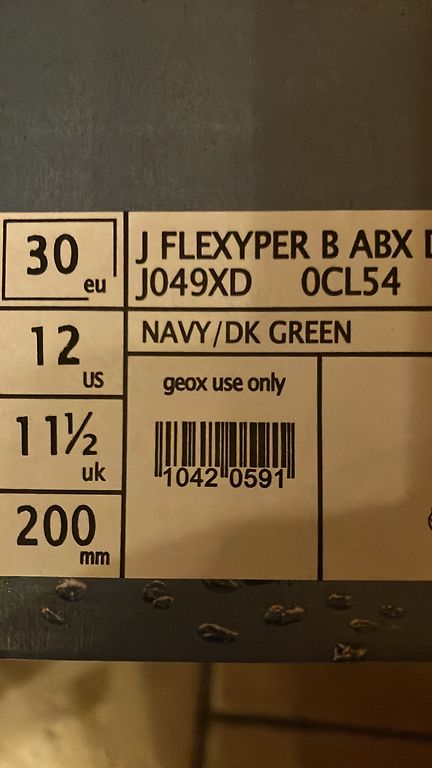 30 eu
J FLEXYPER B ABX
J049XD 0CL54
12 US
NAVY/DK GREEN
11½ uk
geox use only
1042 0591
200 mm